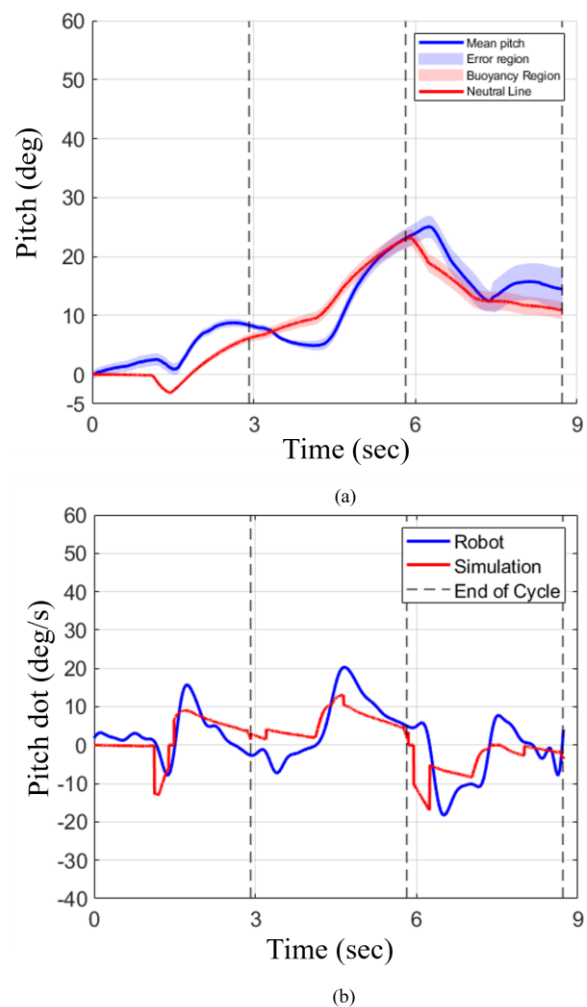 60
50
40
30
20
10
0
-5
Pitch (deg)
Mean pitch
Error region
Buoyancy Region
Neutral Line
0 3 6 9
Time (sec)
(a)
60
50
40
30
20
10
0
-10
-20
-30
-40
Pitch dot (deg/s)
Robot
Simulation
End of Cycle
0 3 6 9
Time (sec)
(b)